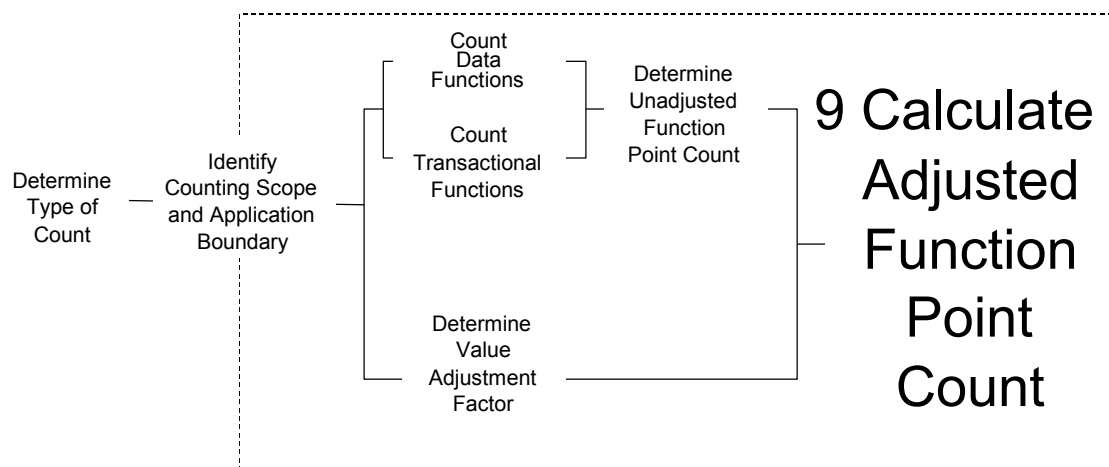 Determine
Type of
Count
Identify
Counting Scope
and Application
Boundary
Count
Data
Functions
Count
Transactional
Functions
Determine
Unadjusted
Function
Point Count
Determine
Value
Adjustment
Factor
9 Calculate
Adjusted
Function
Point
Count